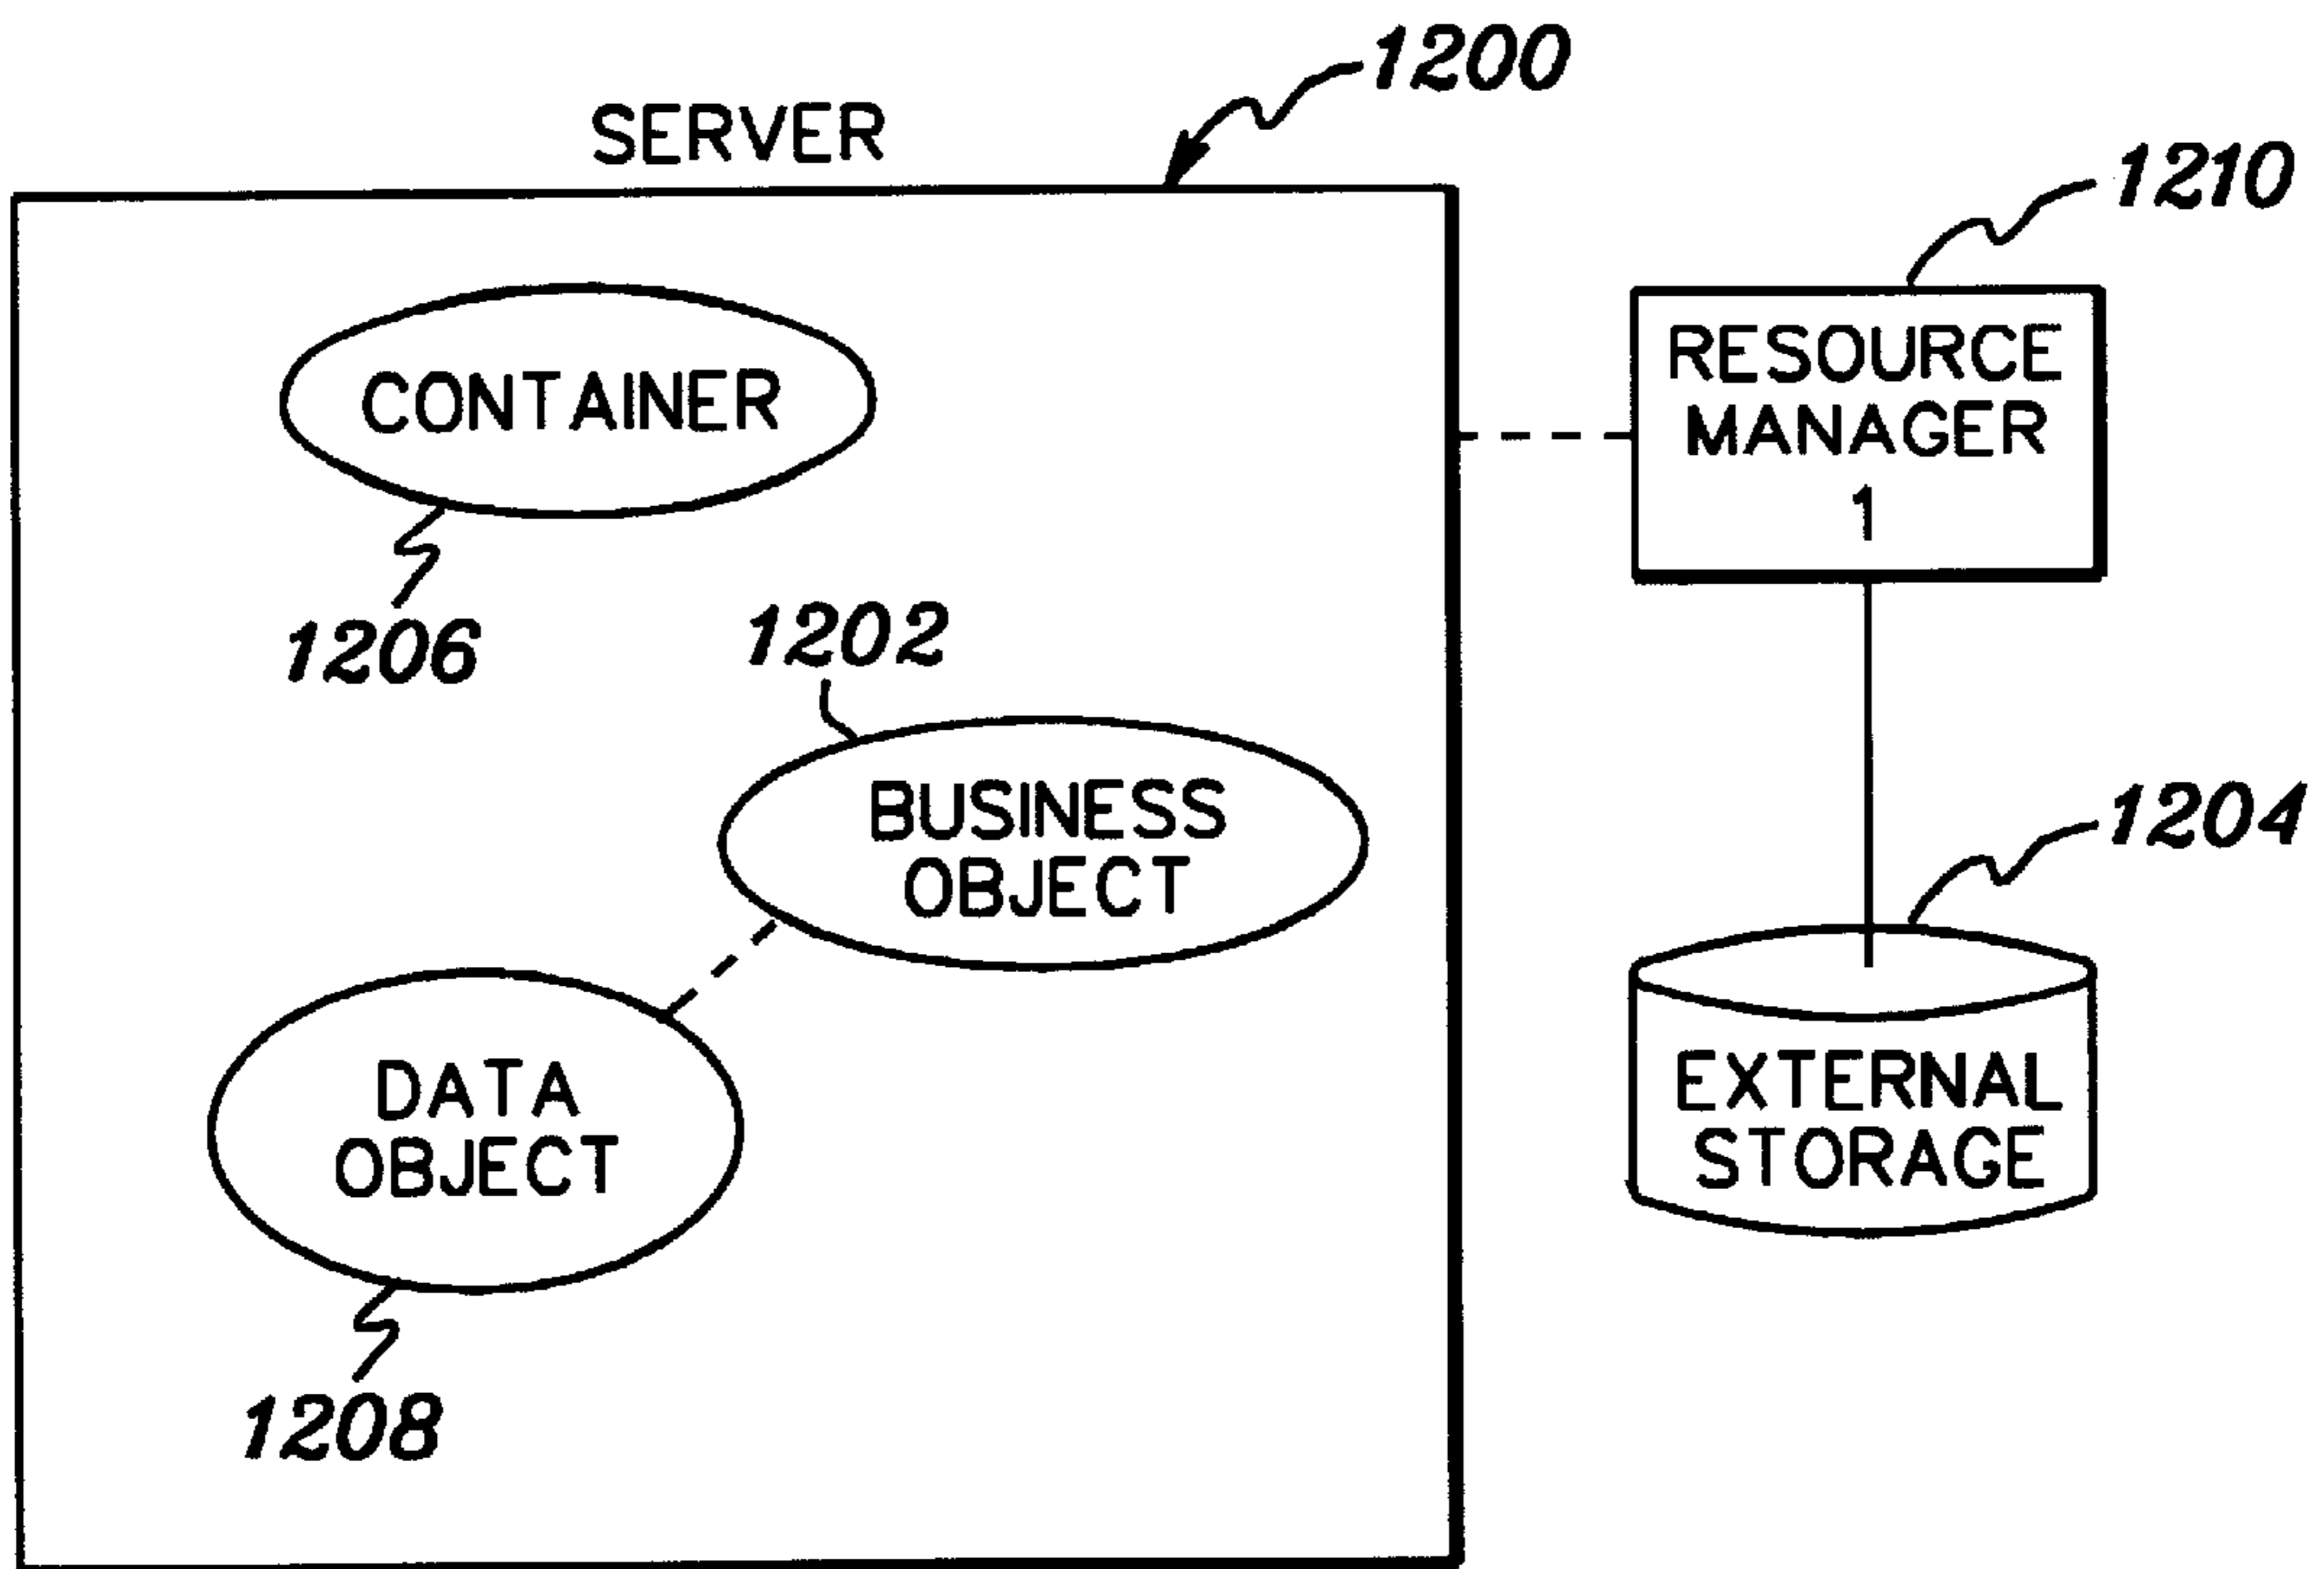 1200
SERVER
1210
RESOURCE
MANAGER
1
CONTAINER
1206
1202
BUSINESS
OBJECT
1204
EXTERNAL
STORAGE
DATA
OBJECT
1208